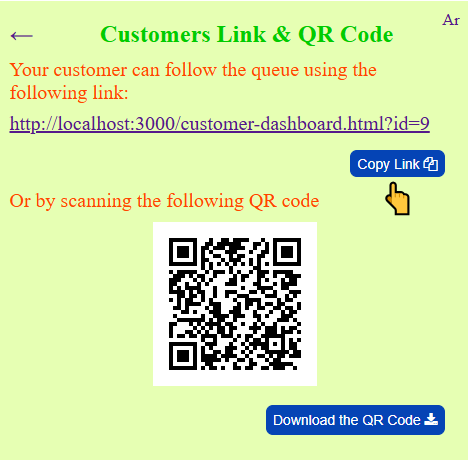 ←
Ar
Customers Link & QR Code
Your customer can follow the queue using the
following link:
http://localhost:3000/customer-dashboard.html?id=9
Copy Link
Or by scanning the following QR code
Download the QR Code